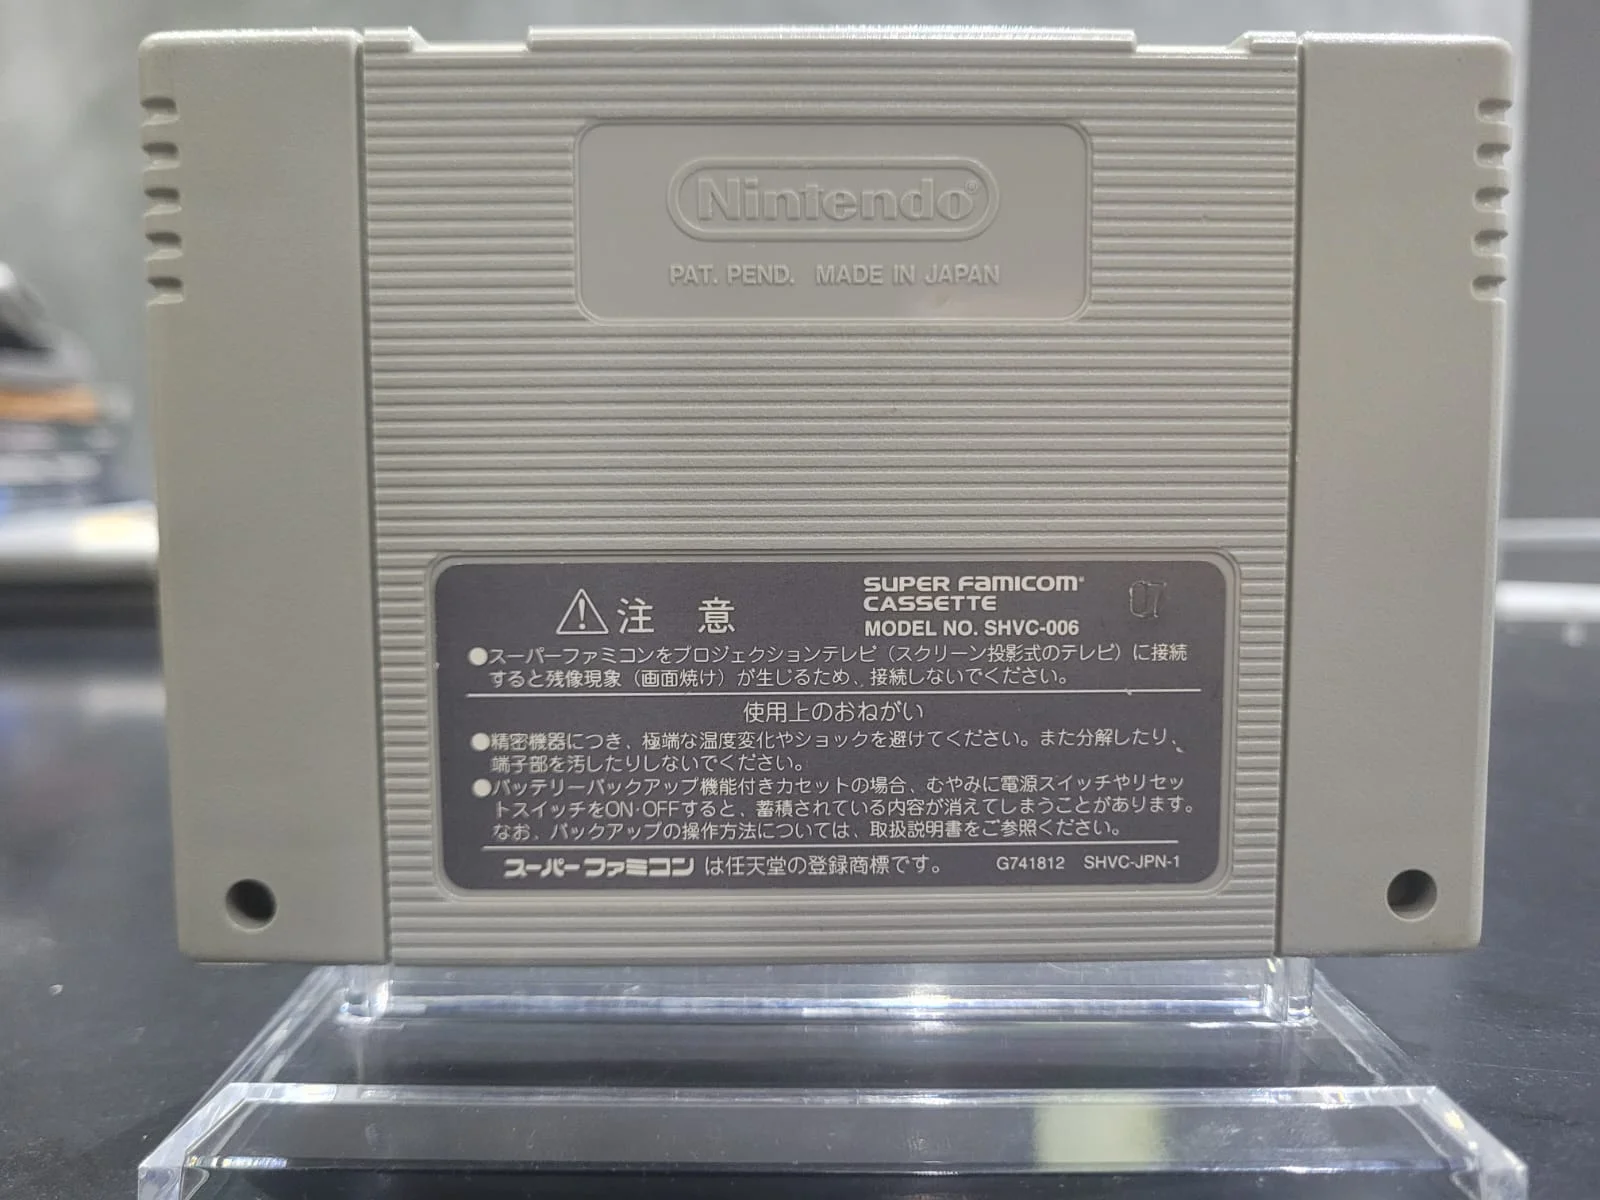 Nintendo®
PAT. PEND. MADE IN JAPAN
注 意
SUPER FAMICOM®
CASSETTE
MODEL NO. SHVC-006
07
●スーパーファミコンをプロジェクションテレビ（スクリーン投影式のテレビ）に接続
すると残像現象（画面焼け）が生じるため、接続しないでください。
使用上のおねがい
●精密機器につき、極端な温度変化やショックを避けてください。また分解したり、
端子部を汚したりしないでください。
●バッテリーバックアップ機能付きカセットの場合、むやみに電源スイッチやリセッ
トスイッチをON·OFFすると、蓄積されている内容が消えてしまうことがあります。
なお、バックアップの操作方法については、取扱説明書をご参照ください。
スーパーファミコン は任天堂の登録商標です。 G741812 SHVC-JPN-1